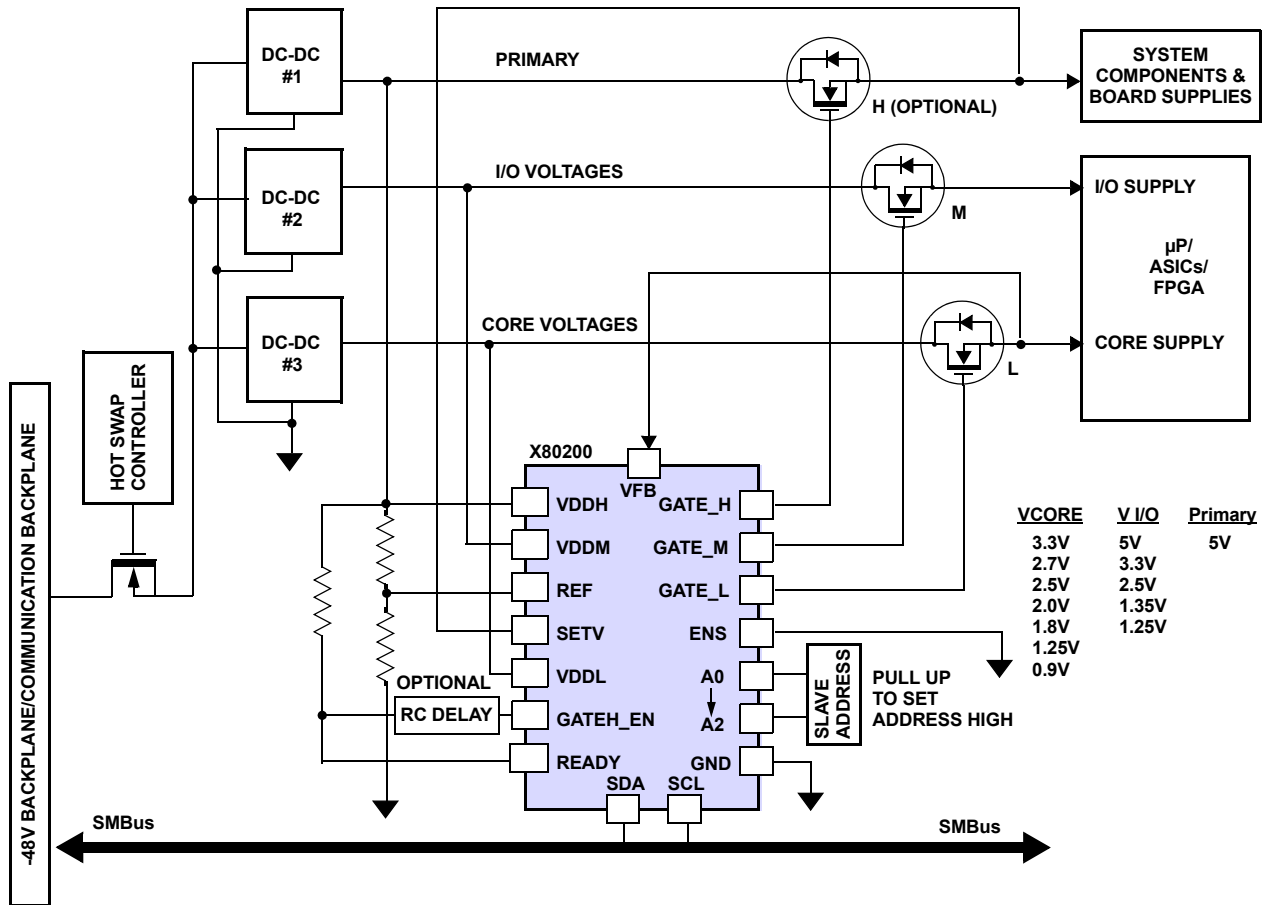 DC-DC
#1
PRIMARY
H (OPTIONAL)
SYSTEM
COMPONENTS &
BOARD SUPPLIES
DC-DC
#2
I/O VOLTAGES
M
I/O SUPPLY
µP/
ASICs/
FPGA
CORE SUPPLY
DC-DC
#3
CORE VOLTAGES
L
HOT SWAP
CONTROLLER
-48V BACKPLANE/COMMUNICATION BACKPLANE
X80200
VFB
VDDH
VDDM
REF
SETV
VDDL
GATEH_EN
READY
GATE_H
GATE_M
GATE_L
ENS
A0
A2
GND
SDA
SCL
OPTIONAL
RC DELAY
SLAVE
ADDRESS
PULL UP
TO SET
ADDRESS HIGH
VCORE V I/O Primary
3.3V 5V 5V
2.7V 3.3V
2.5V 2.5V
2.0V 1.35V
1.8V 1.25V
1.25V
0.9V
SMBus
SMBus